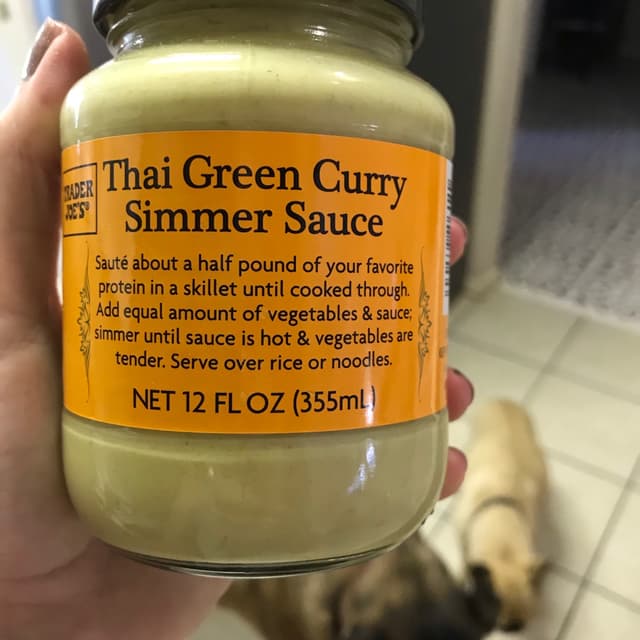 TRADER
JOE'S®
Thai Green Curry
Simmer Sauce
Sauté about a half pound of your favorite
protein in a skillet until cooked through.
Add equal amount of vegetables & sauce;
simmer until sauce is hot & vegetables are
tender. Serve over rice or noodles.
NET 12 FL OZ (355mL)